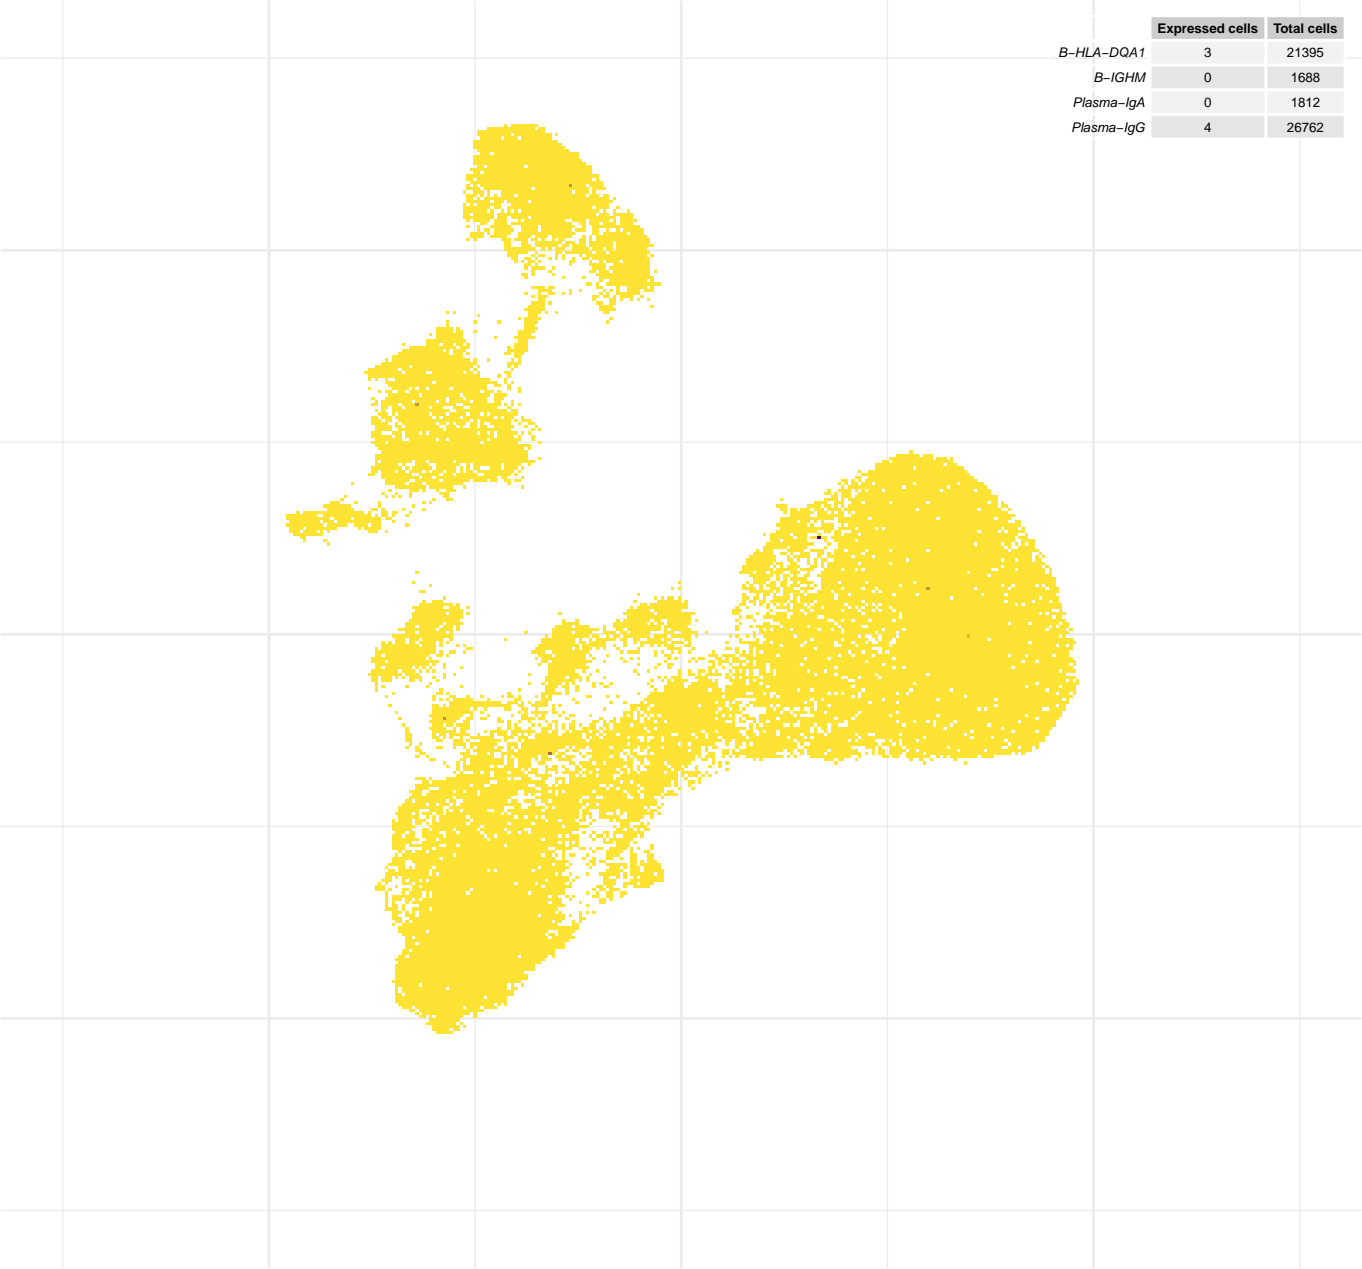 Expressed cells Total cells
B−HLA−DQA1 3 21395
B−IGHM 0 1688
Plasma−IgA 0 1812
Plasma−IgG 4 26762